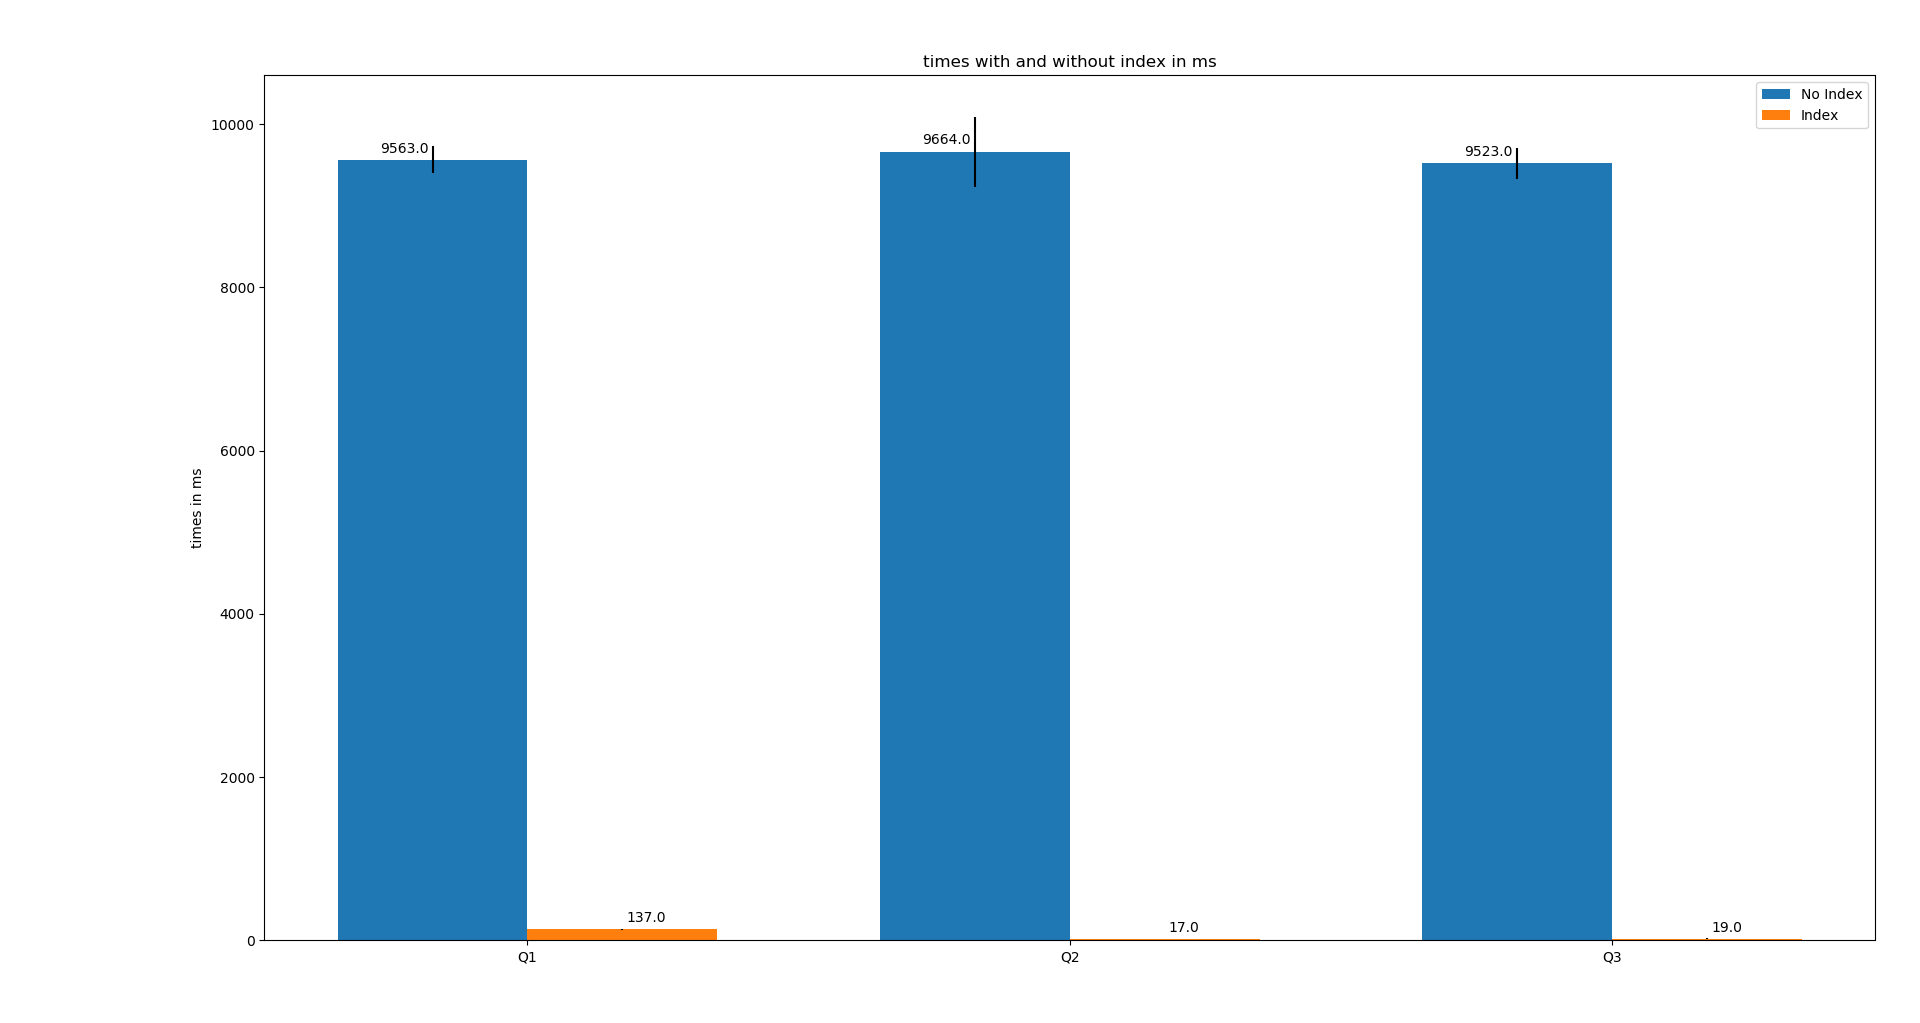 times with and without index in ms
No Index
Index
times in ms
10000
8000
6000
4000
2000
0
9563.0
9664.0
9523.0
137.0
17.0
19.0
Q1
Q2
Q3